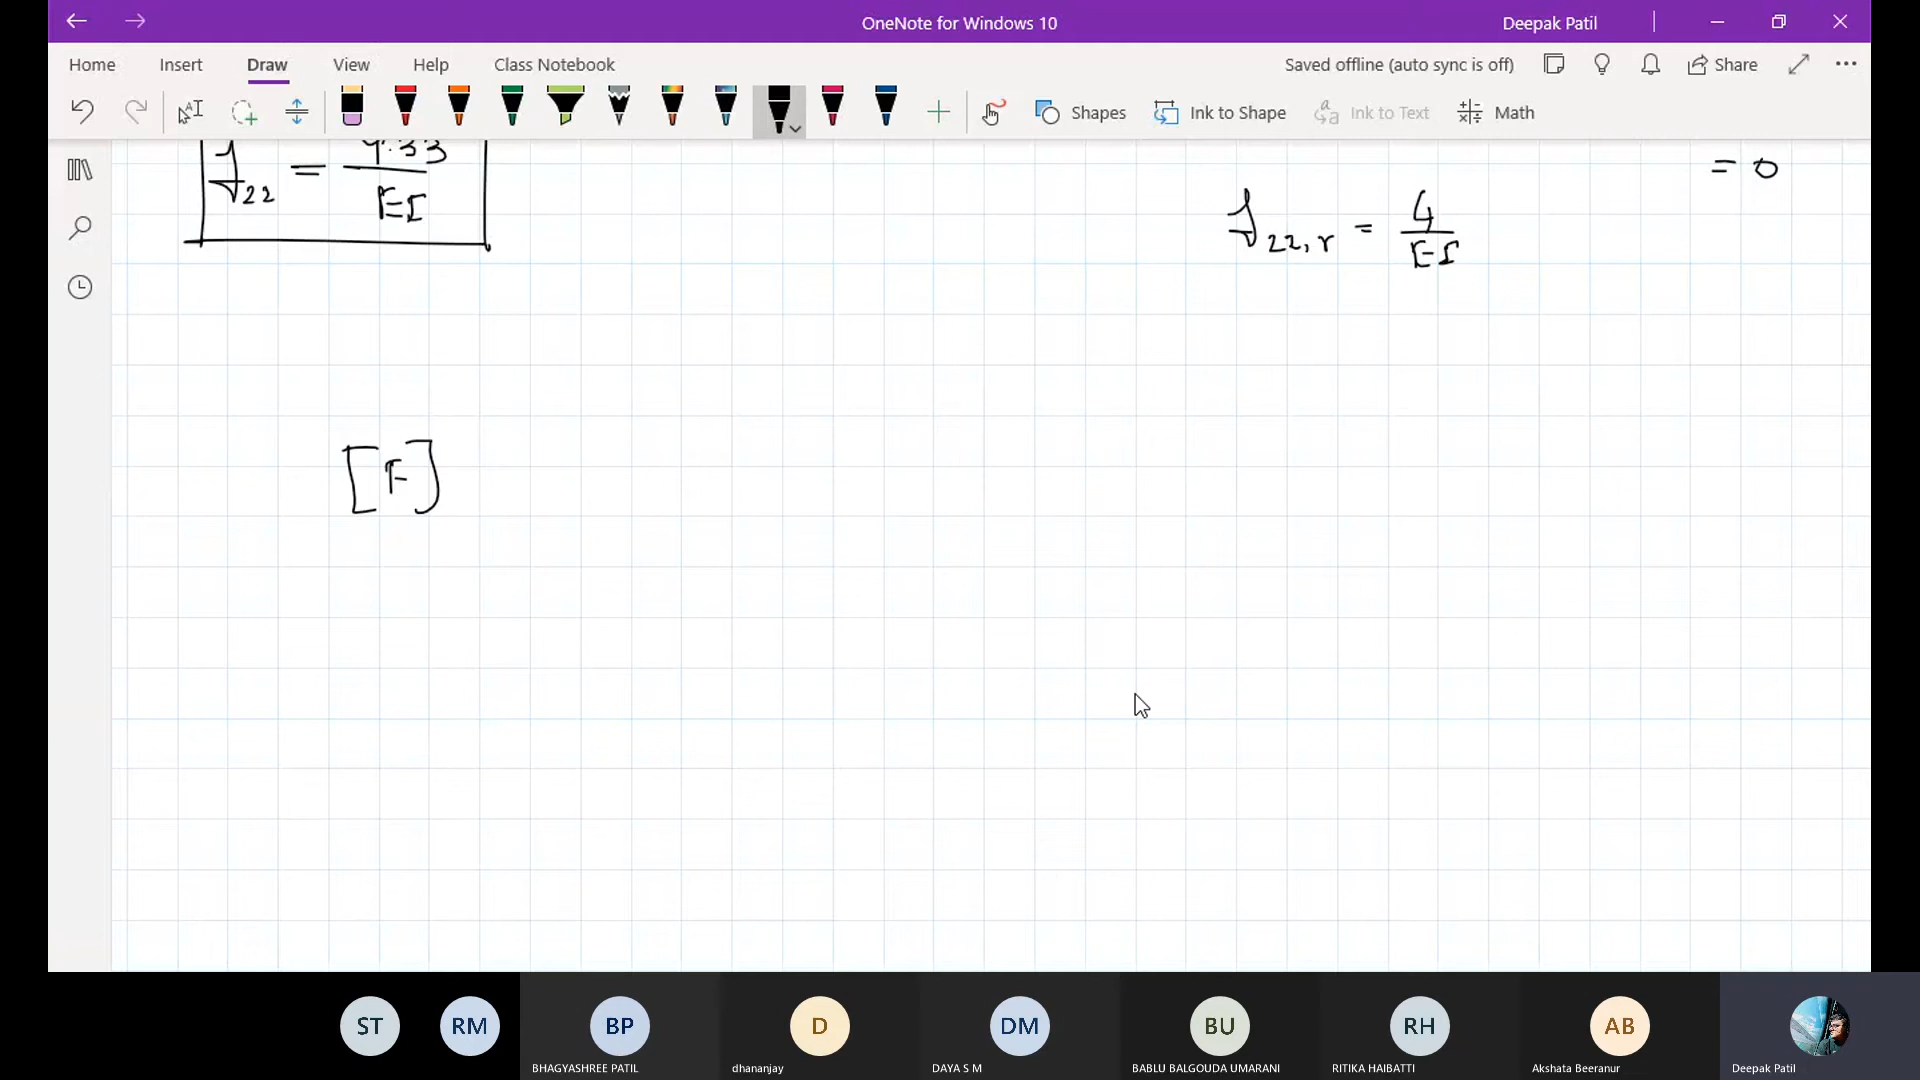 OneNote for Windows 10
Deepak Patil
Home Insert Draw View Help Class Notebook
Saved offline (auto sync is off)
Share
Shapes
Ink to Shape
Ink to Text
Math
f22 = 4.33/EI
= 0
f22,r = 4/EI
[F]
ST
RM
BP
D
DM
BU
RH
AB
BHAGYASHREE PATIL
dhananjay
DAYA S M
BABLU BALGOUDA UMARANI
RITIKA HAIBATTI
Akshata Beeranur
Deepak Patil